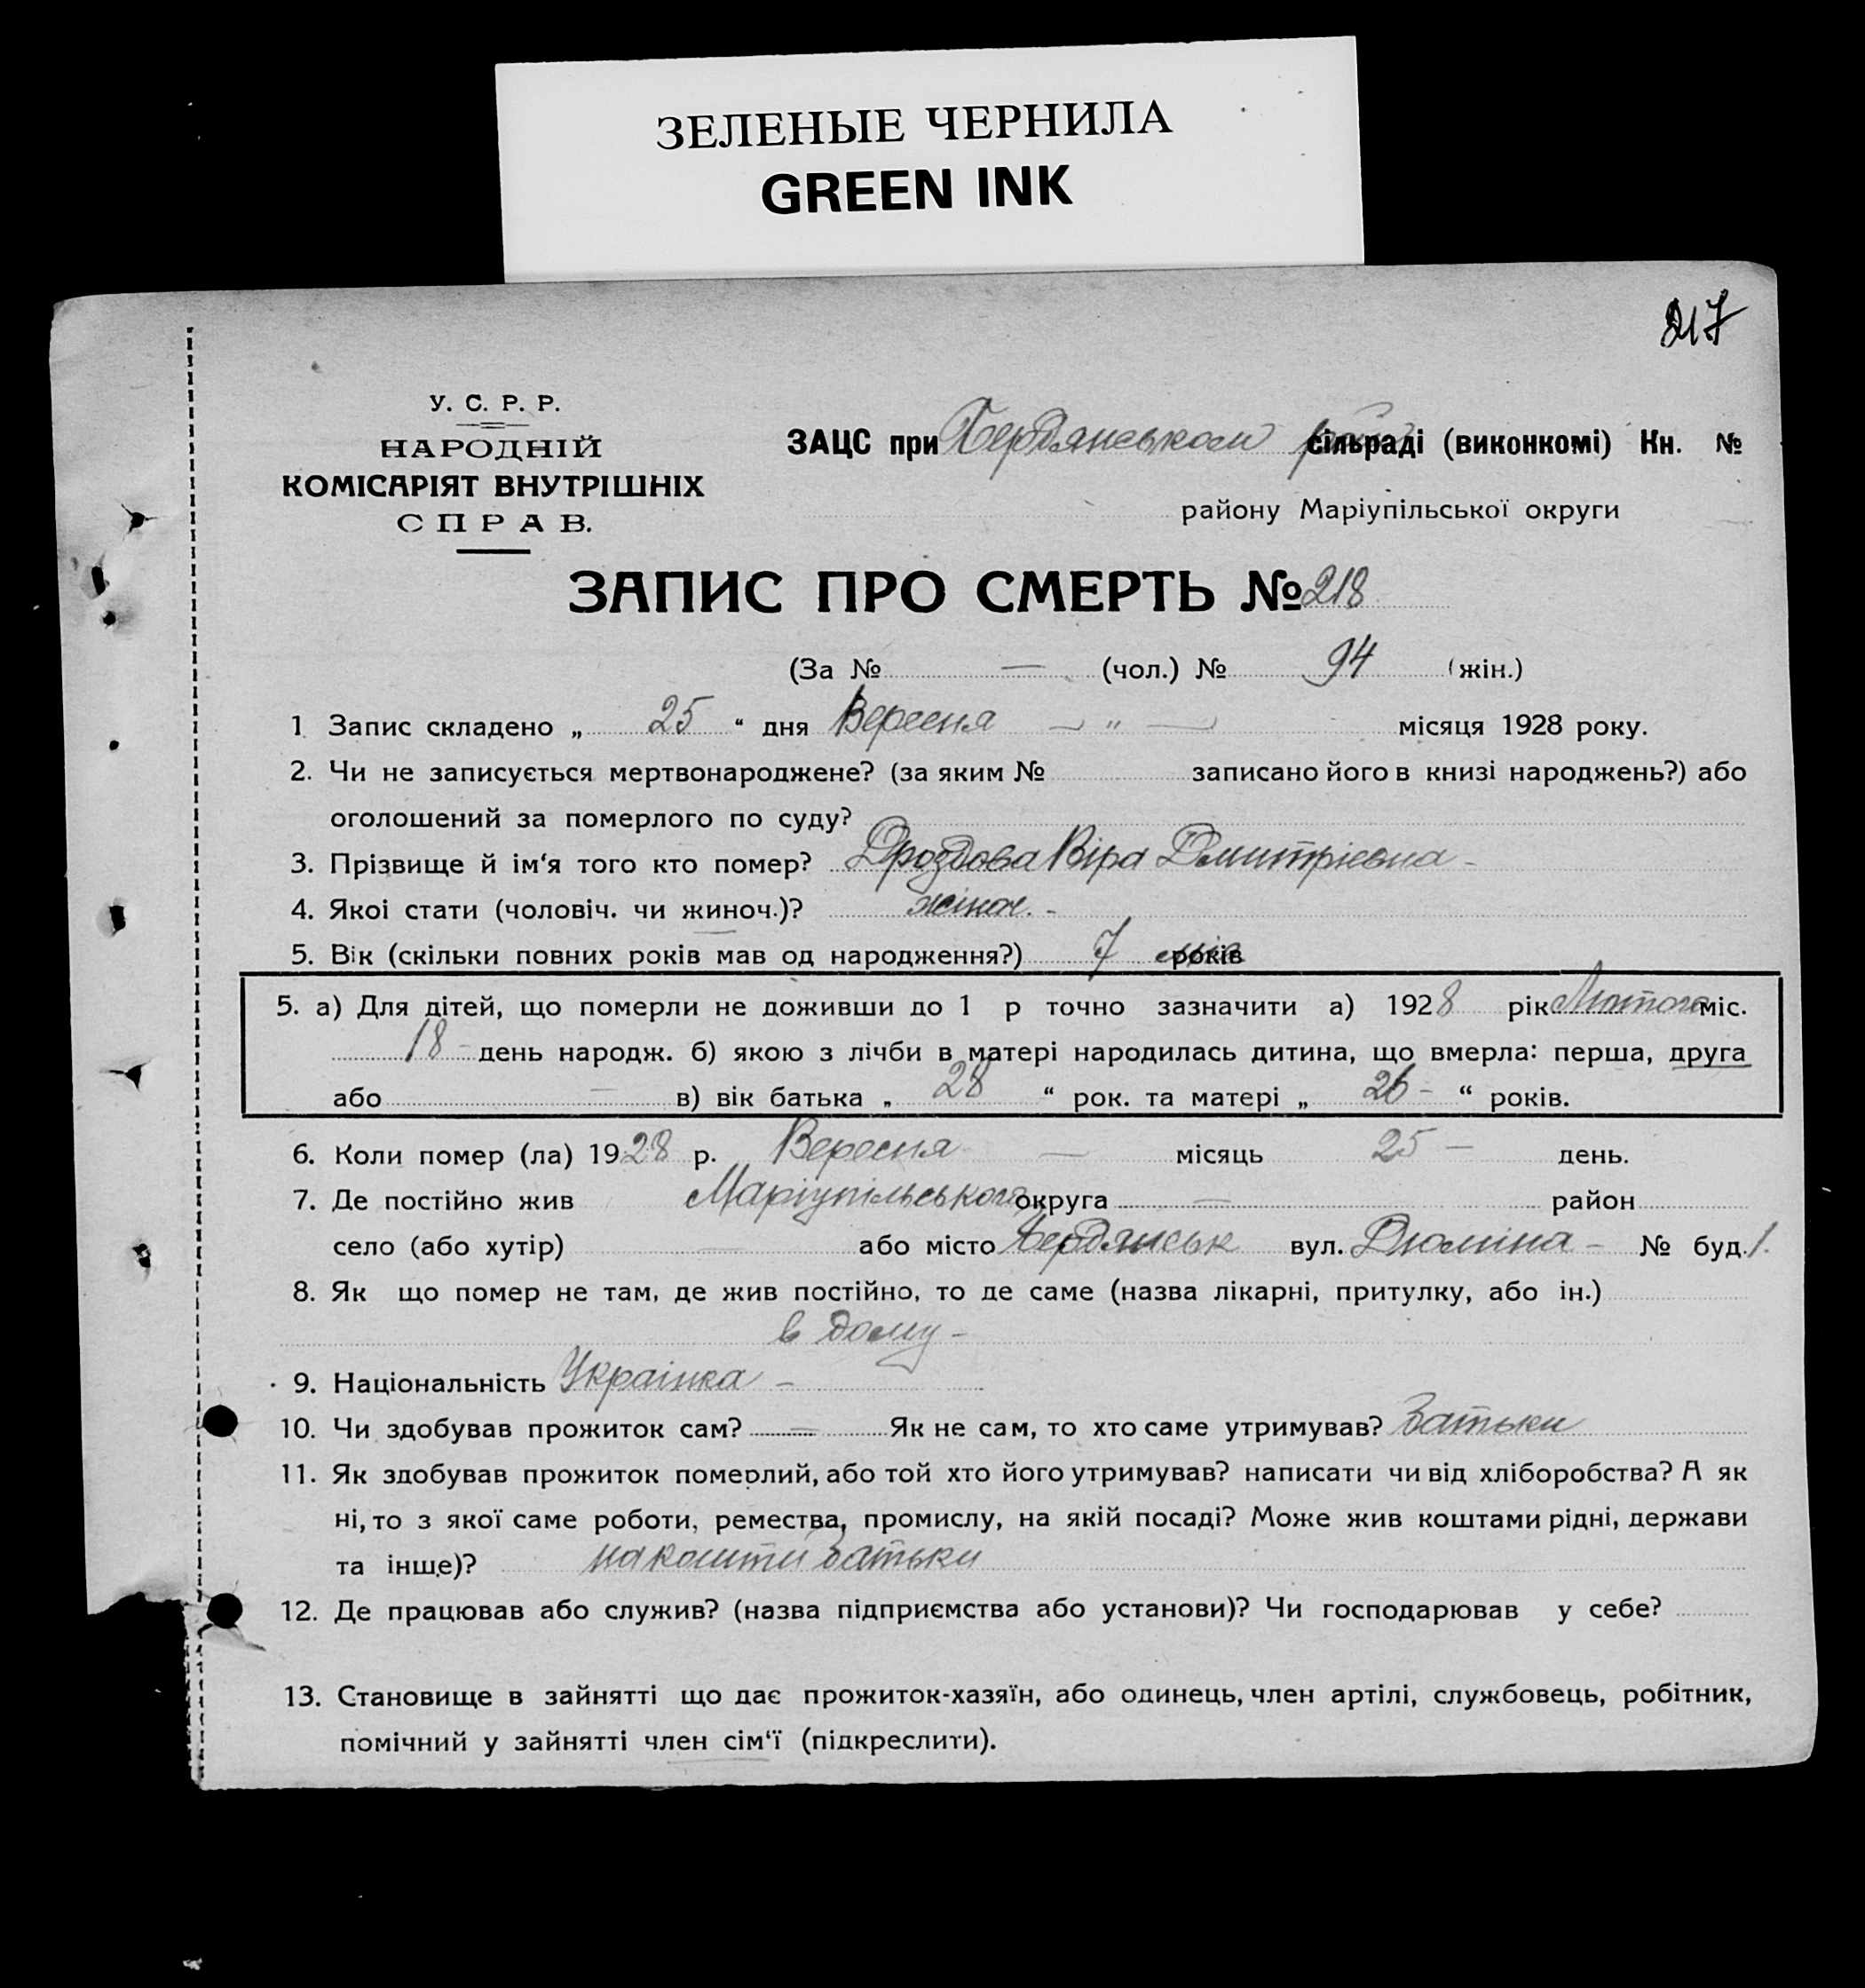 ЗЕЛЕНЫЕ ЧЕРНИЛА
GREEN INK
217
У. С. Р. Р.
НАРОДНІЙ
КОМІСАРІЯТ ВНУТРІШНІХ
СПРАВ.
ЗАЦС при Бердянськом рай сільраді (виконкомі) Кн. №
району Маріупільської округи
ЗАПИС ПРО СМЕРТЬ № 218
(За № — (чол.) № 94 (жін.)
1 Запис складено „ 25 “ дня Вересня — „ — місяця 1928 року.
2. Чи не записується мертвонароджене? (за яким № записано його в книзі народжень?) або
оголошений за померлого по суду?
3. Прізвище й ім‘я того кто помер? Дроздова Віра Дмитрієвна -
4. Якоі стати (чоловіч. чи жиноч.)? жіноч. -
5. Вік (скільки повних років мав од народження?) 7 міс років
5. а) Для дітей, що померли не доживши до 1 р точно зазначити а) 1928 рік Лютого міс.
18 - день народж. б) якою з лічби в матері народилась дитина, що вмерла: перша, друга
або — в) вік батька „ 28 “ рок. та матері „ 26 - “ років.
6. Коли помер (ла) 1928 р. Вересня — місяць 25 — день.
7. Де постійно жив Маріупільського округа — район
село (або хутір) — або місто Бердянськ вул. Дюміна - № буд. 1.
8. Як що помер не там, де жив постійно, то де саме (назва лікарні, притулку, або ін.)
в дому -
9. Національність Українка -
10. Чи здобував прожиток сам? — Як не сам, то хто саме утримував? Батьки
11. Як здобував прожиток померлий, або той хто його утримував? написати чи від хліборобства? А як
ні, то з якої саме роботи, ремества, промислу, на якій посаді? Може жив коштами рідні, держави
та інше)? на кошти Батьки
12. Де працював або служив? (назва підприємства або установи)? Чи господарював у себе?
13. Становище в зайнятті що дає прожиток-хазяїн, або одинець, член артілі, службовець, робітник,
помічний у зайнятті член сім‘ї (підкреслити).